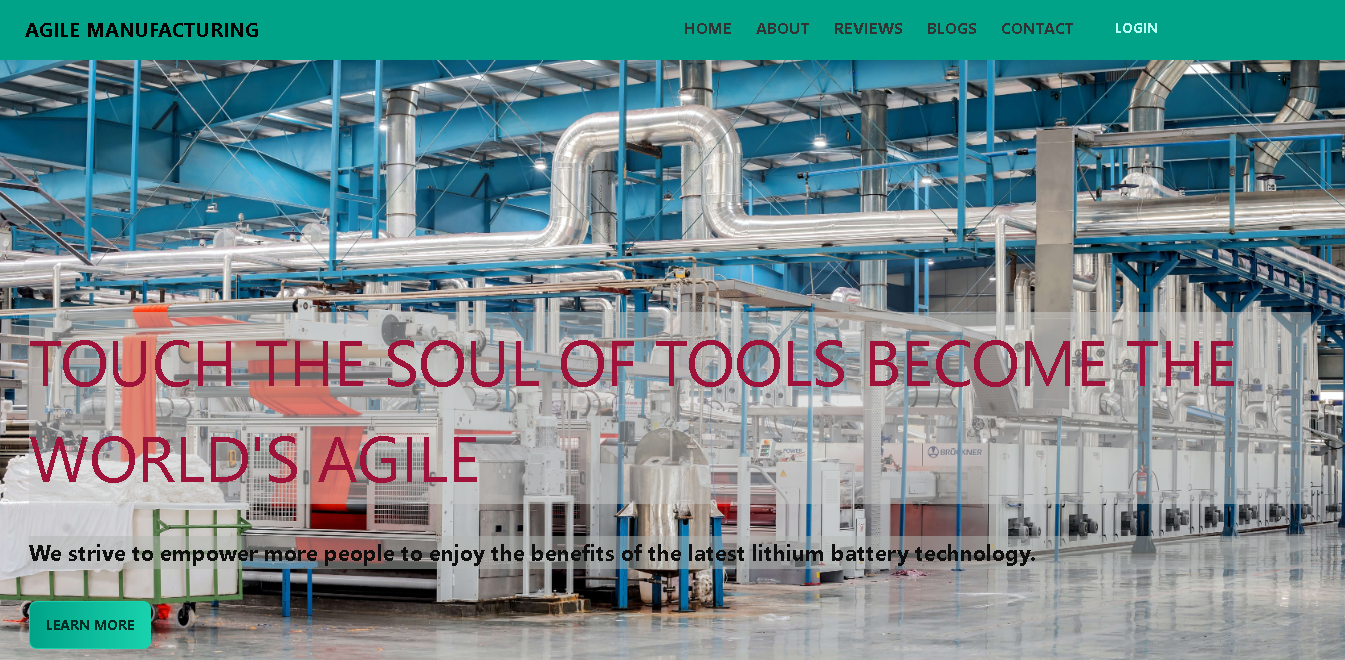 AGILE MANUFACTURING
HOME ABOUT REVIEWS BLOGS CONTACT LOGIN
TOUCH THE SOUL OF TOOLS BECOME THE
WORLD'S AGILE
BRÜCKNER
We strive to empower more people to enjoy the benefits of the latest lithium battery technology.
LEARN MORE